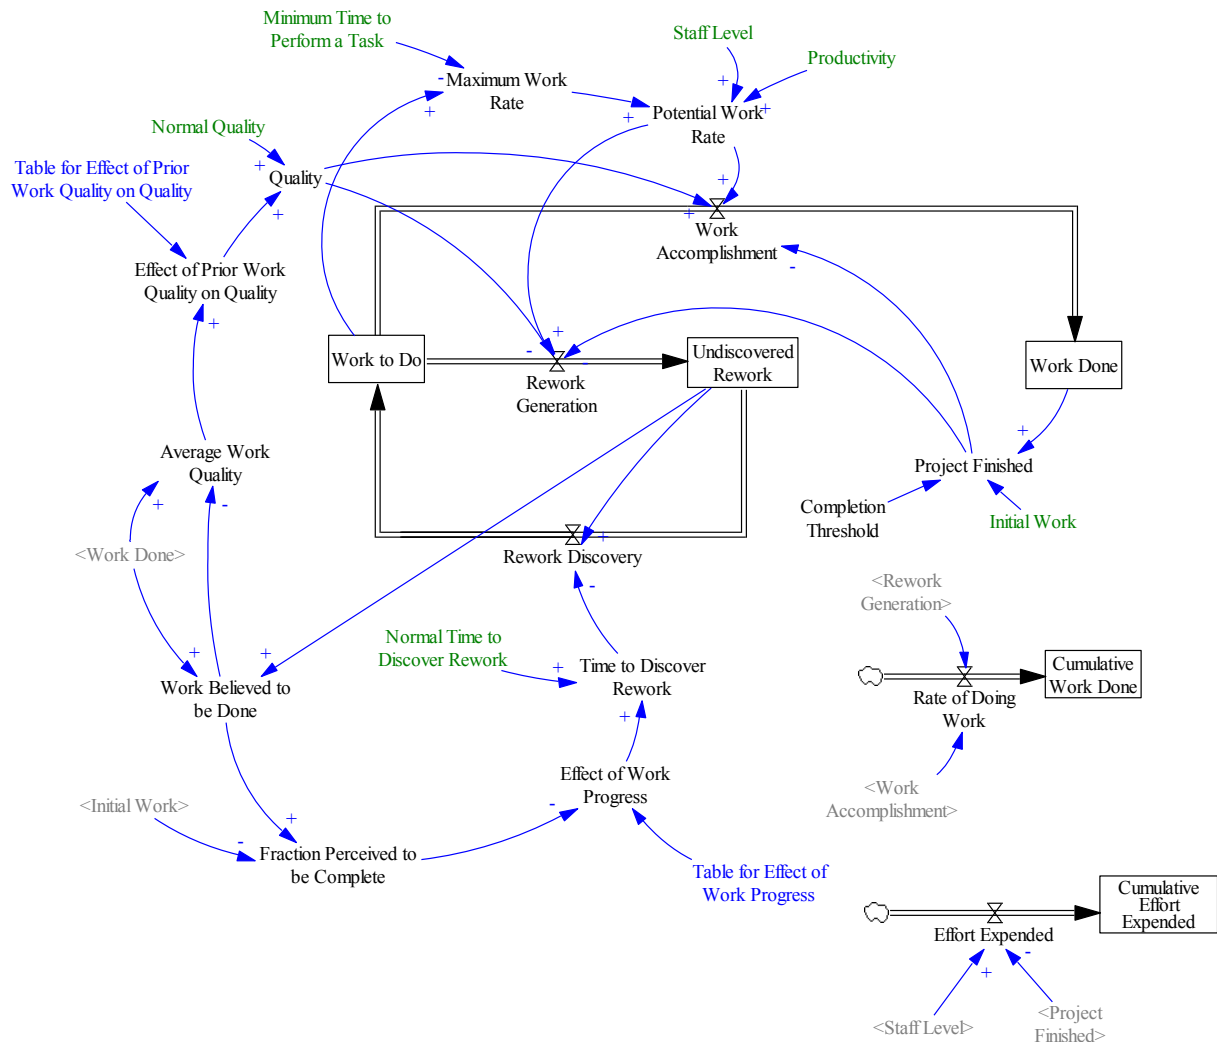 Minimum Time to
Perform a Task
Staff Level
Productivity
Maximum Work
Rate
Potential Work
Rate
Normal Quality
Table for Effect of Prior
Work Quality on Quality
Quality
Work
Accomplishment
Effect of Prior Work
Quality on Quality
Work to Do
Rework
Generation
Undiscovered
Rework
Work Done
Average Work
Quality
Project Finished
Completion
Threshold
Initial Work
<Work Done>
Rework Discovery
<Rework
Generation>
Normal Time to
Discover Rework
Time to Discover
Rework
Work Believed to
be Done
Cumulative
Work Done
Rate of Doing
Work
Effect of Work
Progress
<Initial Work>
<Work
Accomplishment>
Fraction Perceived to
be Complete
Table for Effect of
Work Progress
Cumulative
Effort
Expended
Effort Expended
<Staff Level>
<Project
Finished>